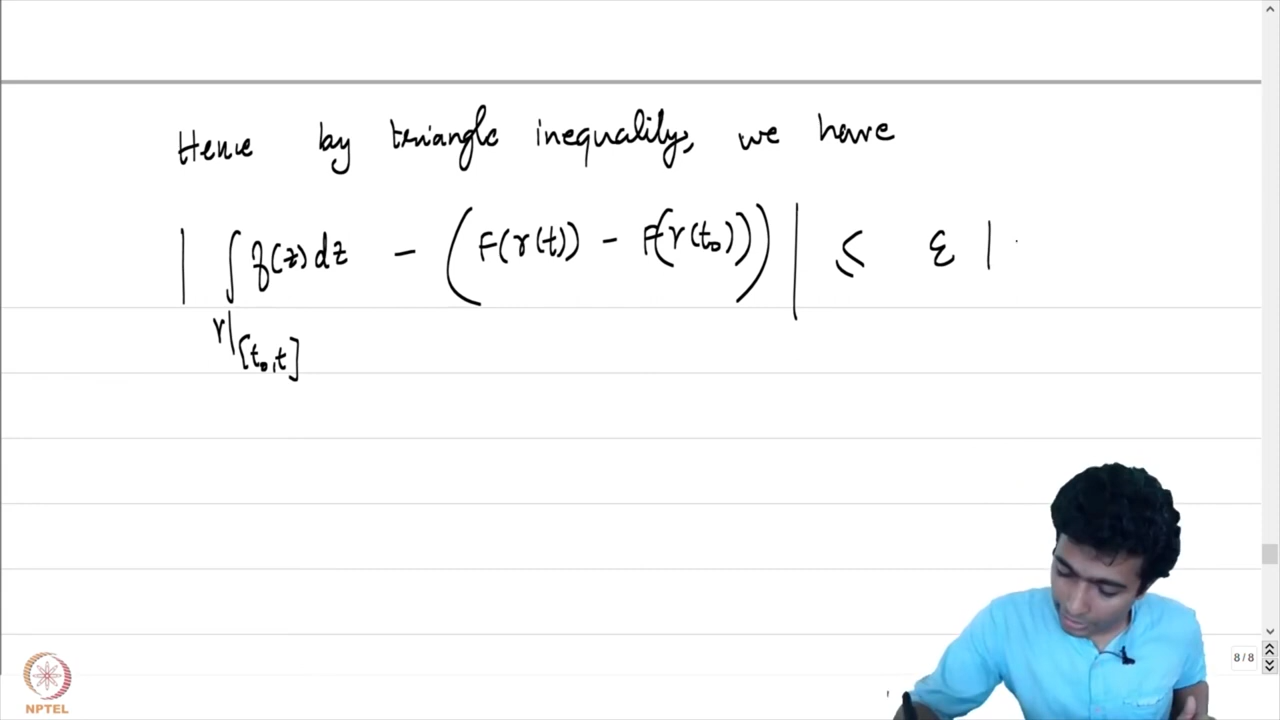 Hence by triangle inequality, we have
| ∫ f(z) dz − (F(γ(t)) − F(γ(t₀))) | ≤ ε |
γ|[t₀,t]
8 / 8
NPTEL